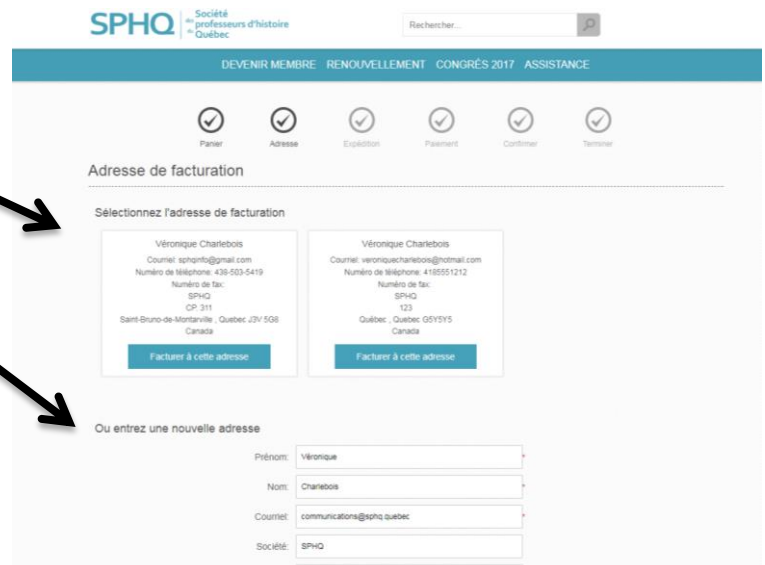 SPHQ
Société
des professeurs d'histoire
du Québec
Rechercher...
DEVENIR MEMBRE RENOUVELLEMENT CONGRÈS 2017 ASSISTANCE
Panier Adresse Expédition Paiement Confirmer Terminer
Adresse de facturation
Sélectionnez l'adresse de facturation
Véronique Charlebois
Courriel: sphqinfo@gmail.com
Numéro de téléphone: 438-503-5419
Numéro de fax:
SPHQ
CP. 311
Saint-Bruno-de-Montarville , Quebec J3V 5G8
Canada
Facturer à cette adresse
Véronique Charlebois
Courriel: veroniquecharlebois@hotmail.com
Numéro de téléphone: 4185551212
Numéro de fax:
SPHQ
123
Québec , Quebec G5Y5Y5
Canada
Facturer à cette adresse
Ou entrez une nouvelle adresse
Prénom: Véronique *
Nom: Charlebois *
Courriel: communications@sphq.quebec *
Société: SPHQ